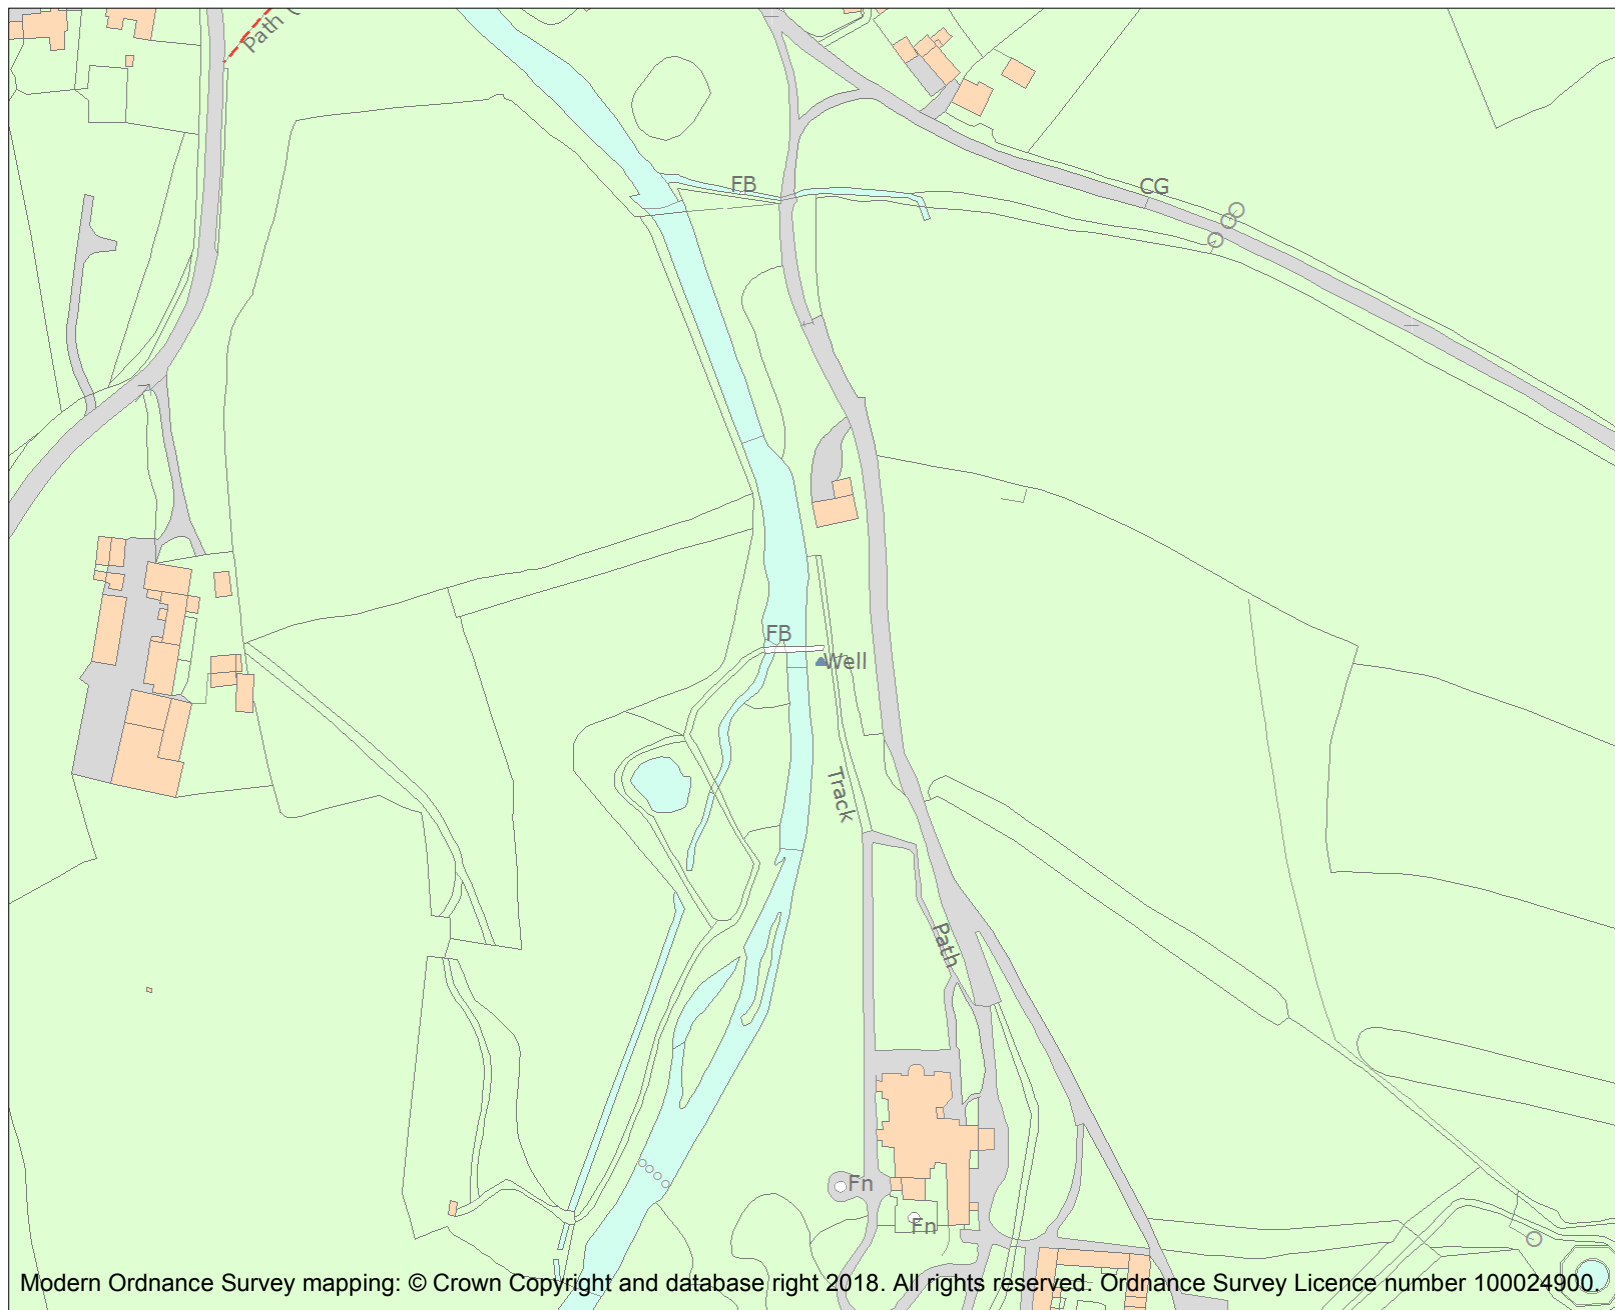 Path (
FB
CG
FB
Well
Track
Path
Fn
Fn
Modern Ordnance Survey mapping: © Crown Copyright and database right 2018. All rights reserved. Ordnance Survey Licence number 100024900.